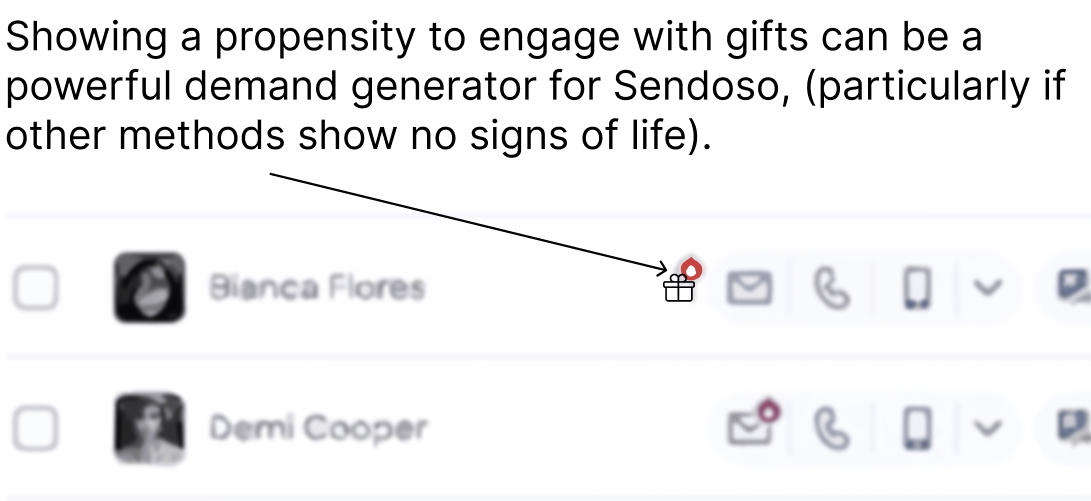 Showing a propensity to engage with gifts can be a
powerful demand generator for Sendoso, (particularly if
other methods show no signs of life).
Bianca Flores
Demi Cooper